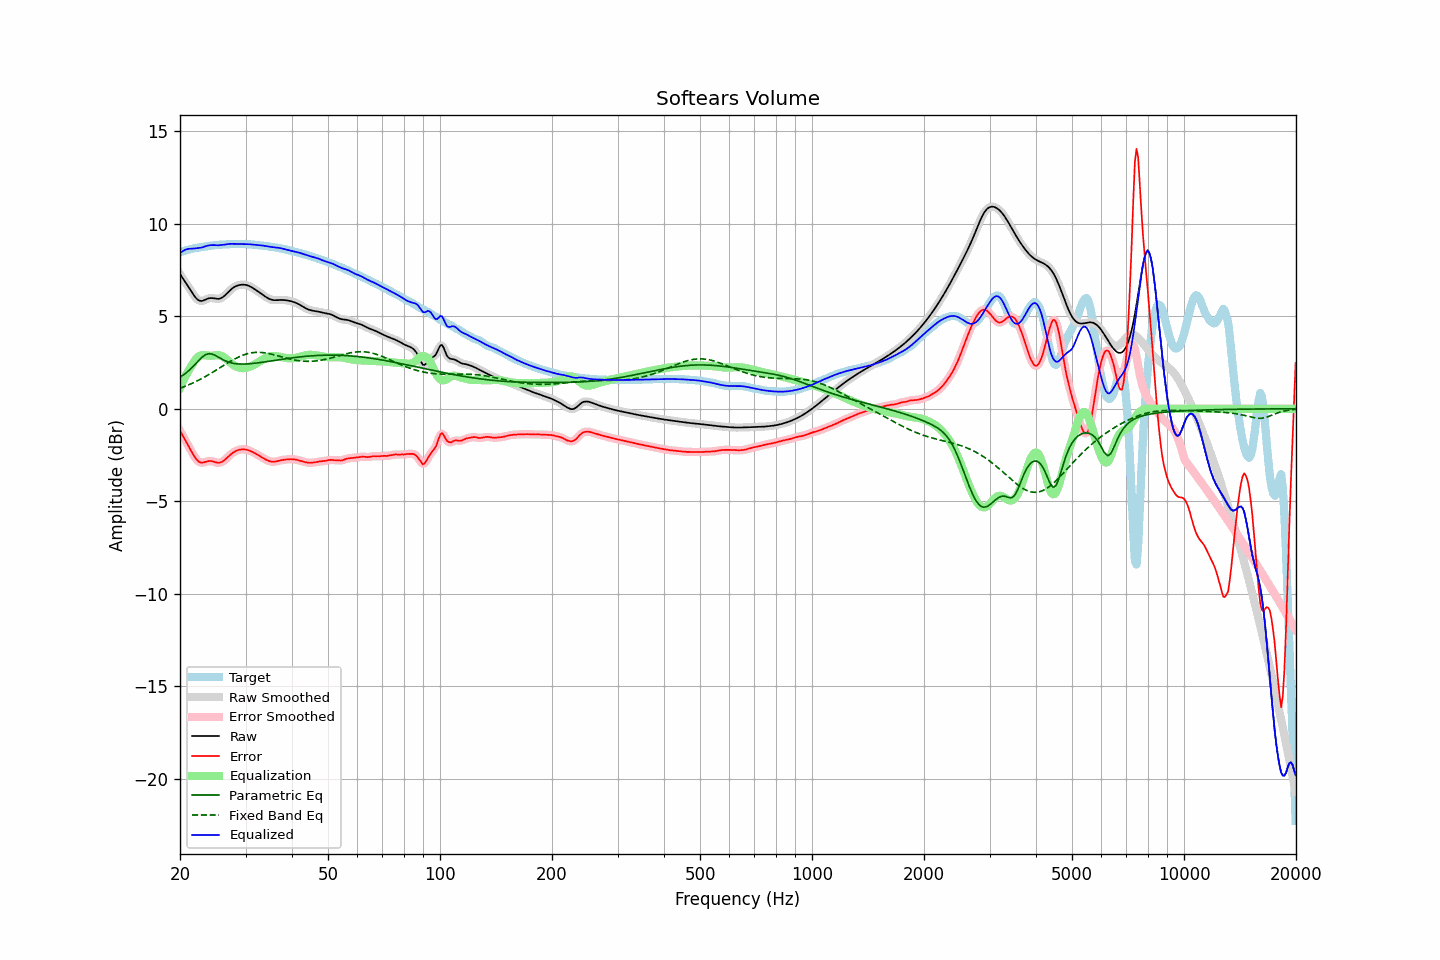 Softears Volume
15
10
5
0
−5
−10
−15
−20
Amplitude (dBr)
Target
Raw Smoothed
Error Smoothed
Raw
Error
Equalization
Parametric Eq
Fixed Band Eq
Equalized
20 50 100 200 500 1000 2000 5000 10000 20000
Frequency (Hz)